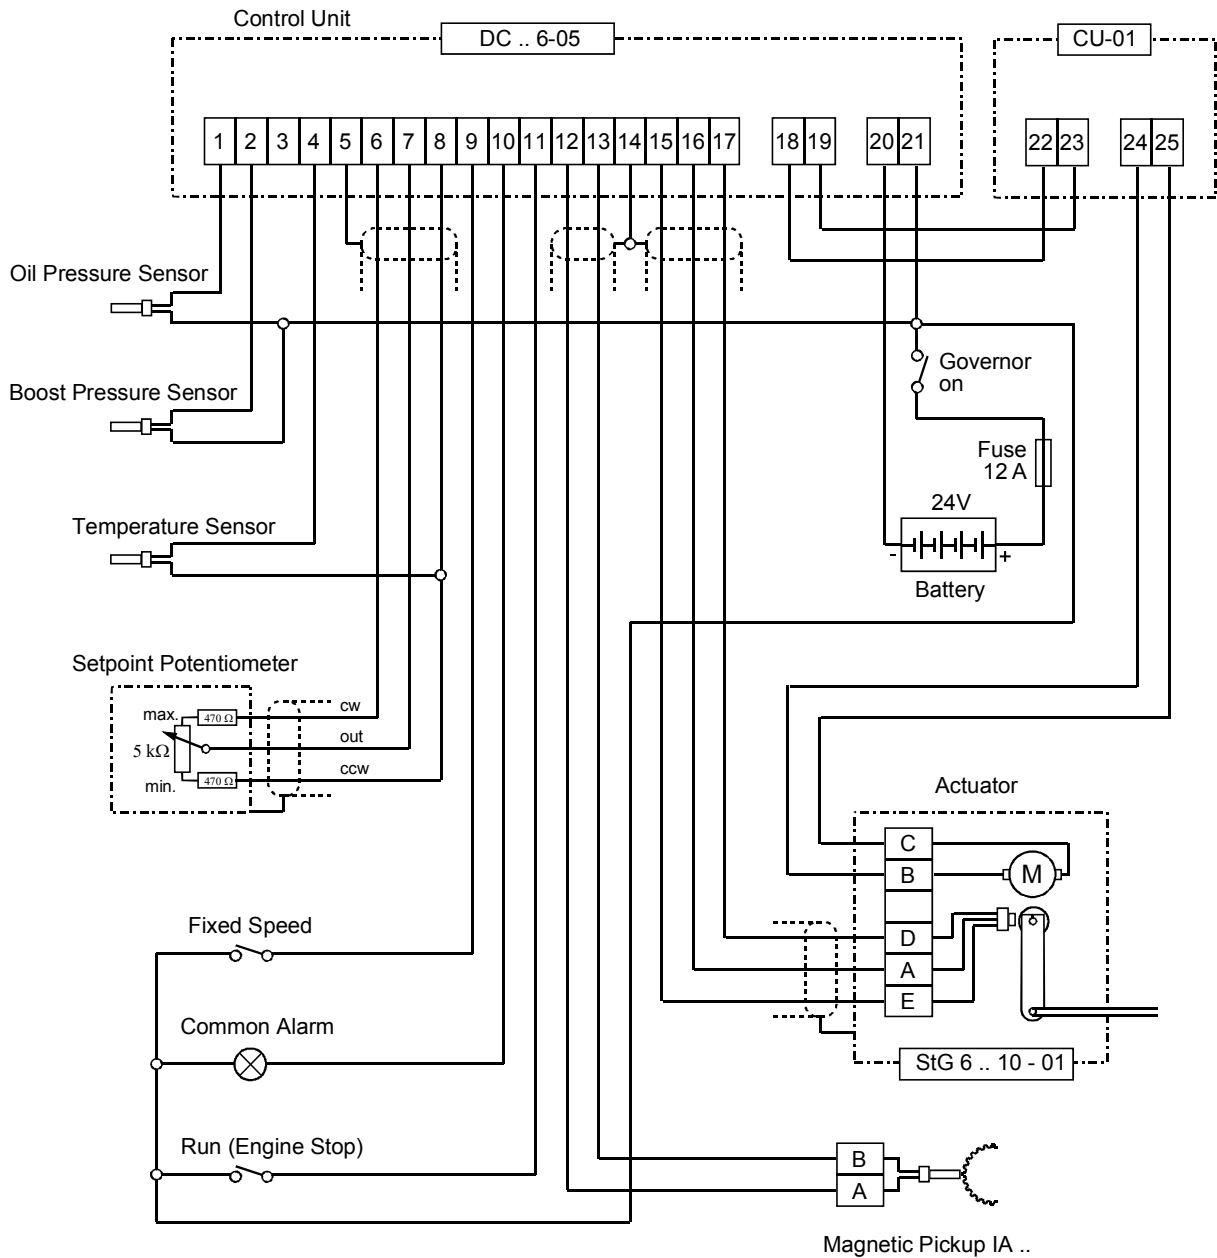 Control Unit
DC .. 6-05
CU-01
1 2 3 4 5 6 7 8 9 10 11 12 13 14 15 16 17 18 19 20 21 22 23 24 25
Oil Pressure Sensor
Governor
on
Boost Pressure Sensor
Fuse
12 A
24V
Temperature Sensor
- +
Battery
Setpoint Potentiometer
max. 470 Ω cw
5 kΩ out
min. 470 Ω ccw
Actuator
C
B M
Fixed Speed
D
A
E
Common Alarm
StG 6 .. 10 - 01
Run (Engine Stop)
B
A
Magnetic Pickup IA ..